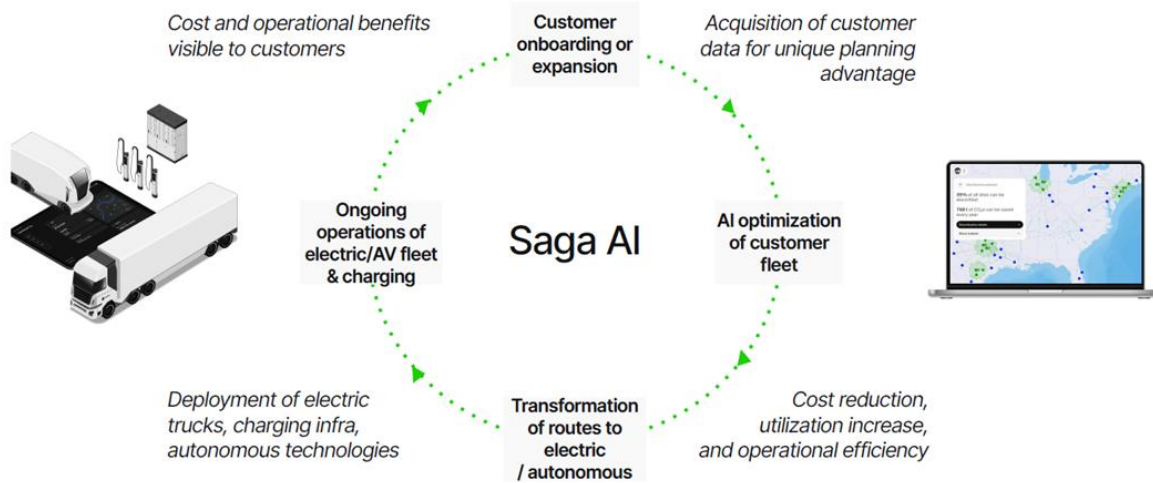 Cost and operational benefits
visible to customers
Customer
onboarding or
expansion
Acquisition of customer
data for unique planning
advantage
Ongoing
operations of
electric/AV fleet
& charging
Saga AI
AI optimization
of customer
fleet
Deployment of electric
trucks, charging infra,
autonomous technologies
Transformation
of routes to
electric
/ autonomous
Cost reduction,
utilization increase,
and operational efficiency